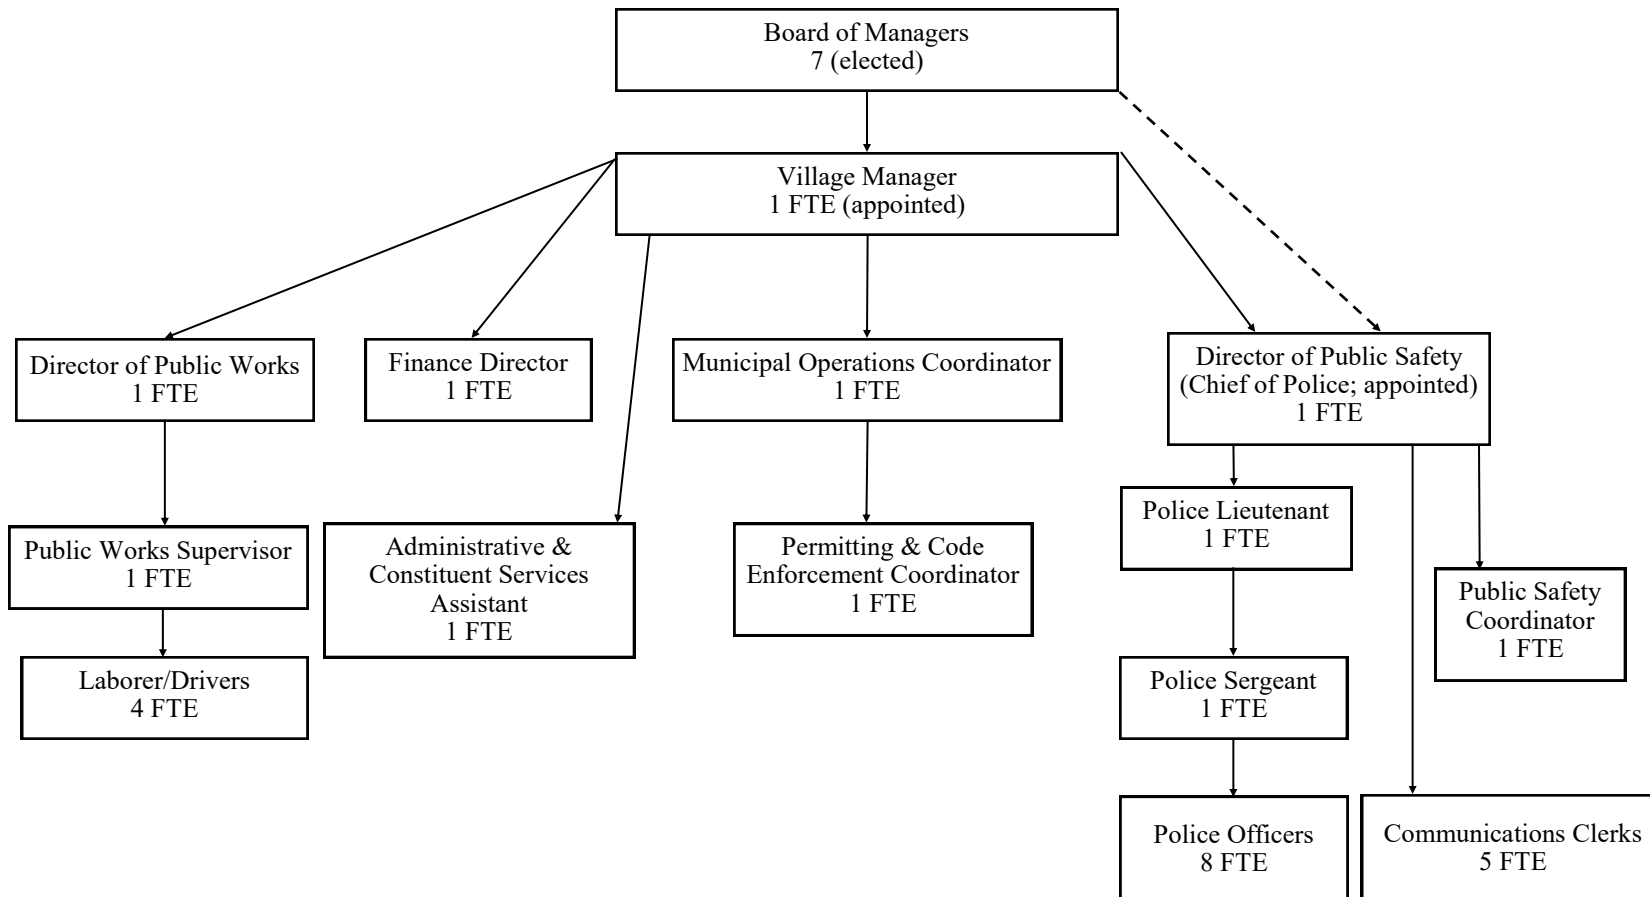 Board of Managers
7 (elected)
Village Manager
1 FTE (appointed)
Director of Public Works
1 FTE
Finance Director
1 FTE
Municipal Operations Coordinator
1 FTE
Director of Public Safety
(Chief of Police; appointed)
1 FTE
Public Works Supervisor
1 FTE
Administrative &
Constituent Services
Assistant
1 FTE
Permitting & Code
Enforcement Coordinator
1 FTE
Police Lieutenant
1 FTE
Public Safety
Coordinator
1 FTE
Laborer/Drivers
4 FTE
Police Sergeant
1 FTE
Police Officers
8 FTE
Communications Clerks
5 FTE